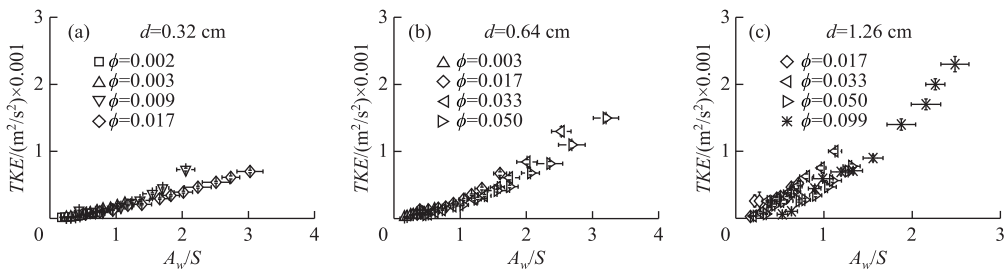 (a)
d=0.32 cm
ϕ=0.002
ϕ=0.003
ϕ=0.009
ϕ=0.017
TKE/(m²/s²)×0.001
3
2
1
0
1
2
3
4
A_w/S
(b)
d=0.64 cm
ϕ=0.003
ϕ=0.017
ϕ=0.033
ϕ=0.050
TKE/(m²/s²)×0.001
3
2
1
0
1
2
3
4
A_w/S
(c)
d=1.26 cm
ϕ=0.017
ϕ=0.033
ϕ=0.050
ϕ=0.099
TKE/(m²/s²)×0.001
3
2
1
0
1
2
3
A_w/S